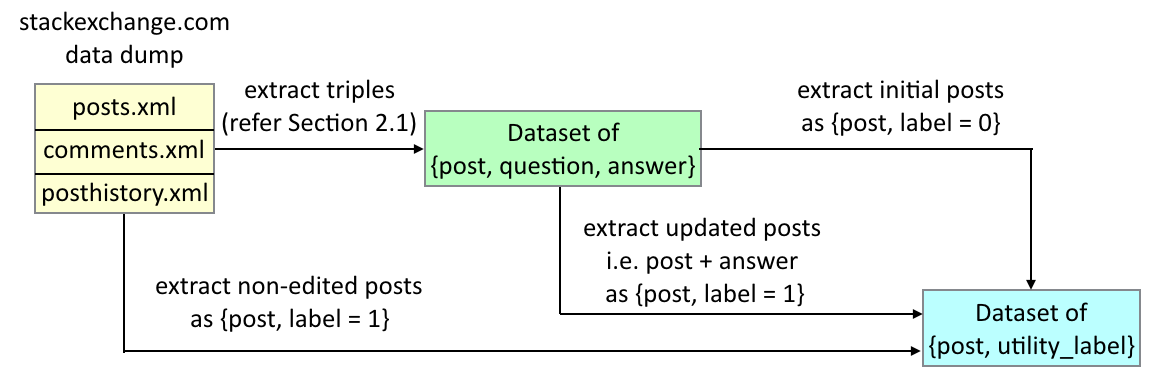 stackexchange.com
data dump
posts.xml
comments.xml
posthistory.xml
extract triples
(refer Section 2.1)
Dataset of
{post, question, answer}
extract initial posts
as {post, label = 0}
extract updated posts
i.e. post + answer
as {post, label = 1}
extract non-edited posts
as {post, label = 1}
Dataset of
{post, utility_label}